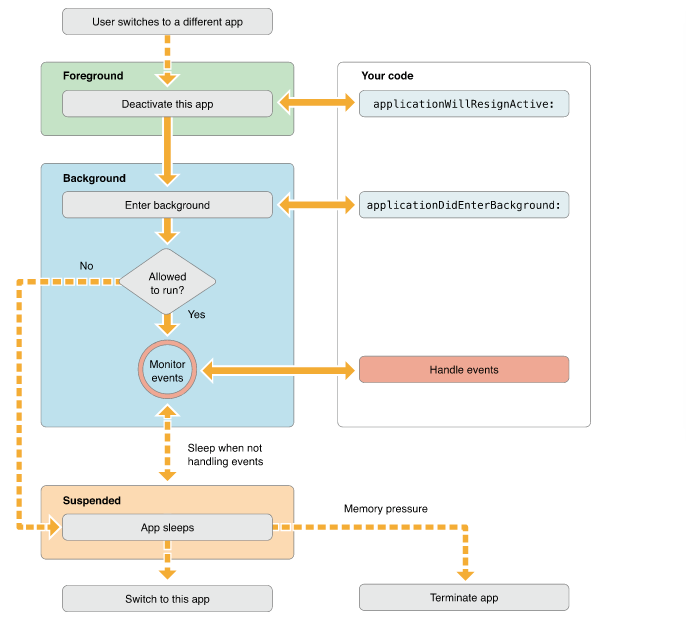 User switches to a different app
Foreground
Your code
Deactivate this app
applicationWillResignActive:
Background
Enter background
applicationDidEnterBackground:
No
Allowed
to run?
Yes
Monitor
events
Handle events
Sleep when not
handling events
Suspended
Memory pressure
App sleeps
Switch to this app
Terminate app